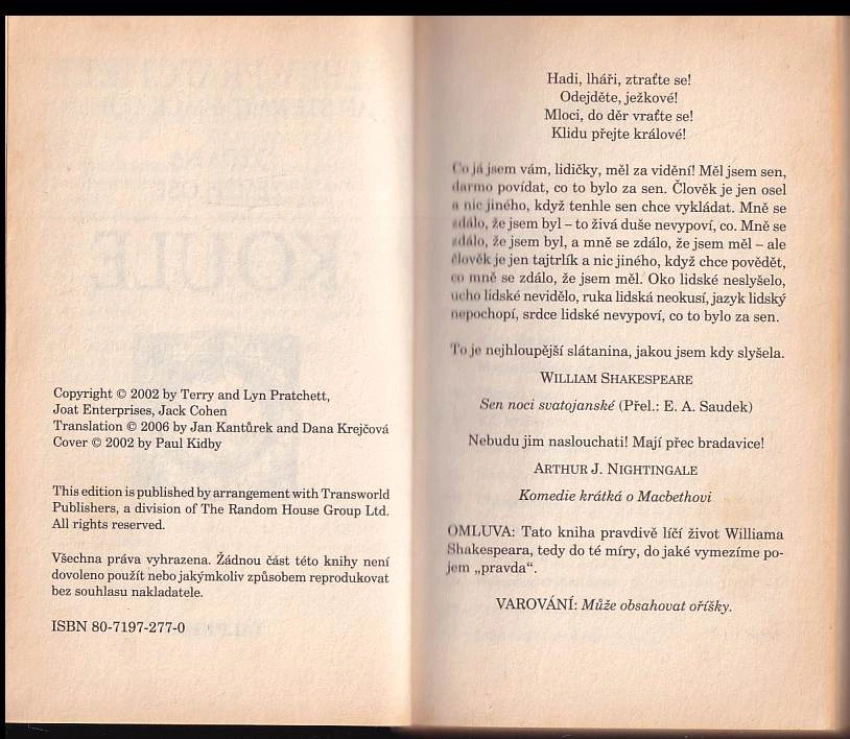 Copyright © 2002 by Terry and Lyn Pratchett,
Joat Enterprises, Jack Cohen
Translation © 2006 by Jan Kantůrek and Dana Krejčová
Cover © 2002 by Paul Kidby
This edition is published by arrangement with Transworld
Publishers, a division of The Random House Group Ltd.
All rights reserved.
Všechna práva vyhrazena. Žádnou část této knihy není
dovoleno použít nebo jakýmkoliv způsobem reprodukovat
bez souhlasu nakladatele.
ISBN 80-7197-277-0
Hadi, lháři, ztraťte se!
Odejděte, ježkové!
Mloci, do děr vraťte se!
Klidu přejte králové!
Co já jsem vám, lidičky, měl za vidění! Měl jsem sen,
darmo povídat, co to bylo za sen. Člověk je jen osel
a nic jiného, když tenhle sen chce vykládat. Mně se
zdálo, že jsem byl – to živá duše nevypoví, co. Mně se
zdálo, že jsem byl, a mně se zdálo, že jsem měl – ale
člověk je jen tajtrlík a nic jiného, když chce povědět,
co mně se zdálo, že jsem měl. Oko lidské neslyšelo,
ucho lidské nevidělo, ruka lidská neokusí, jazyk lidský
nepochopí, srdce lidské nevypoví, co to bylo za sen.
To je nejhloupější slátanina, jakou jsem kdy slyšela.
WILLIAM SHAKESPEARE
Sen noci svatojanské (Přel.: E. A. Saudek)
Nebudu jim naslouchati! Mají přec bradavice!
ARTHUR J. NIGHTINGALE
Komedie krátká o Macbethovi
OMLUVA: Tato kniha pravdivě líčí život Williama
Shakespeara, tedy do té míry, do jaké vymezíme po-
jem „pravda“.
VAROVÁNÍ: Může obsahovat oříšky.